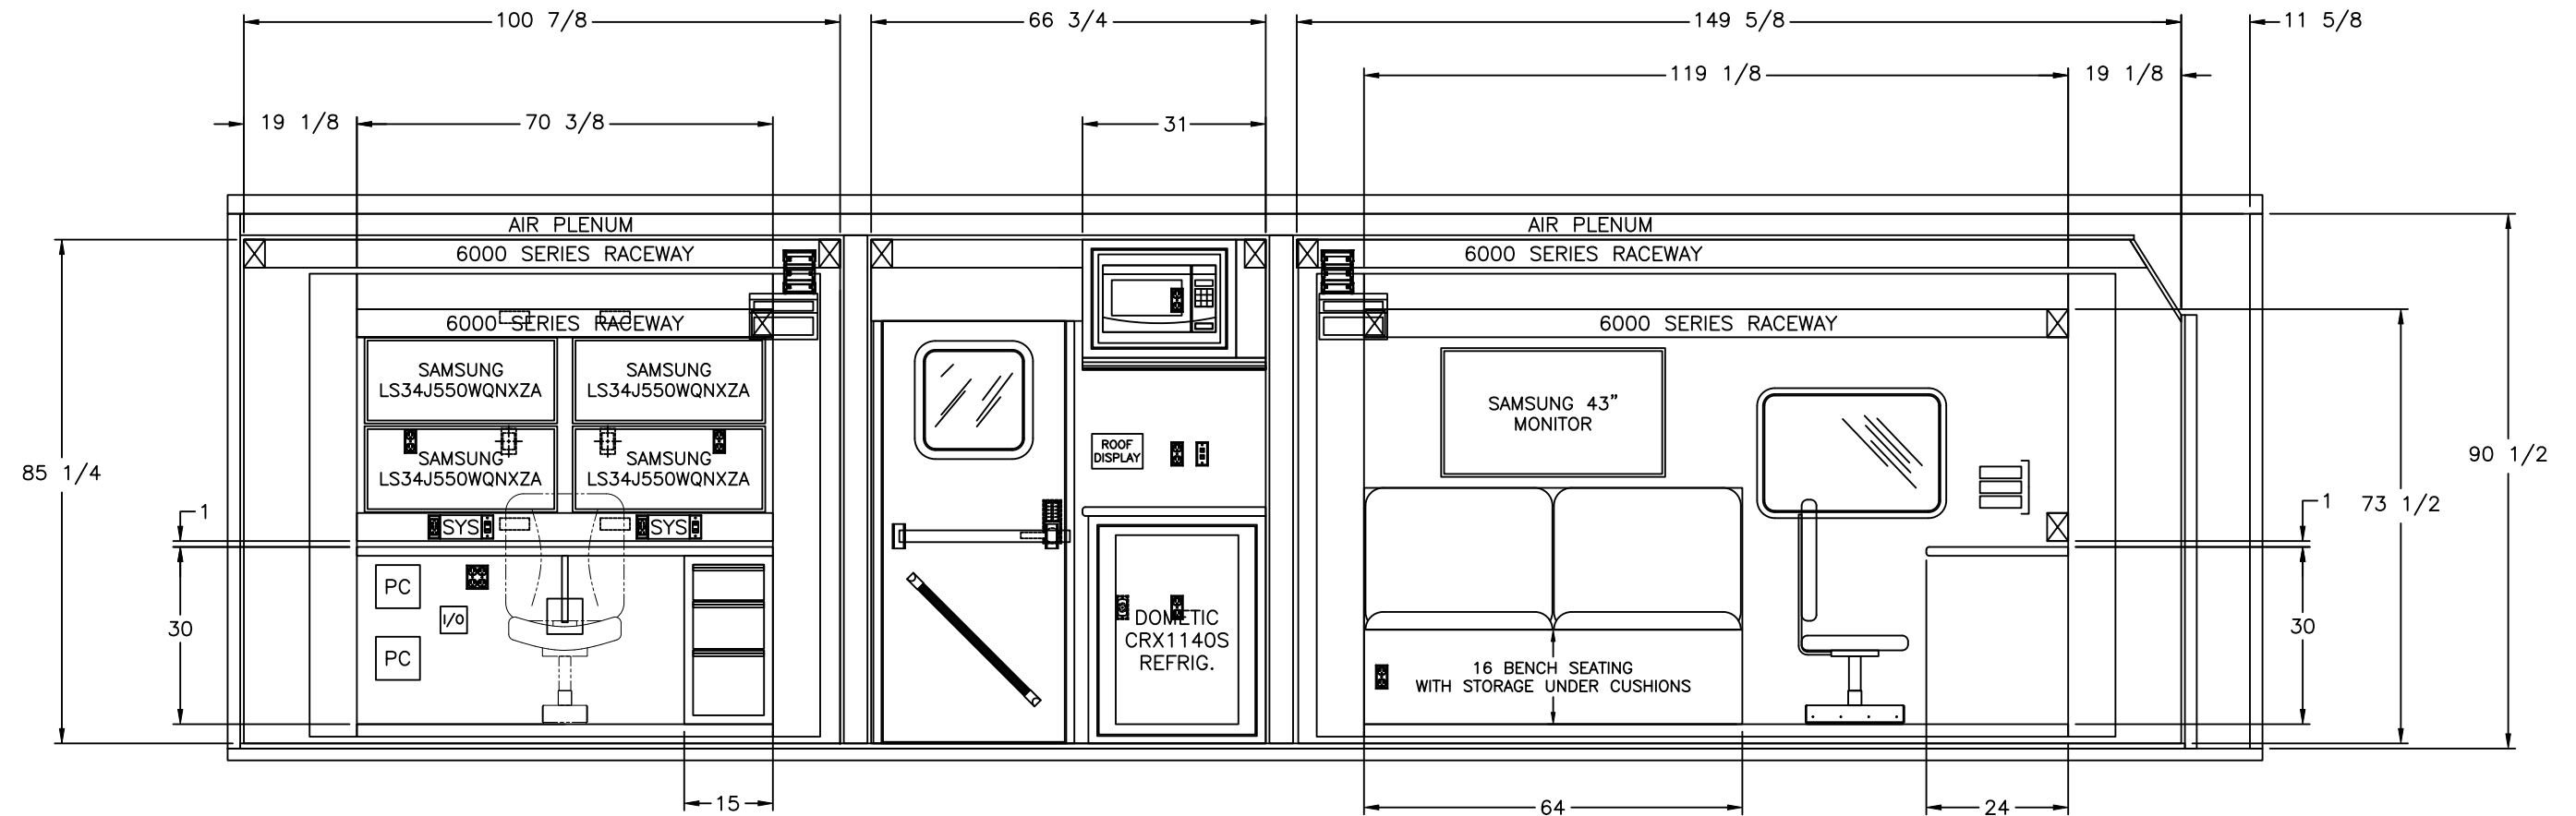 100 7/8
66 3/4
149 5/8
11 5/8
119 1/8
19 1/8
19 1/8
70 3/8
31
AIR PLENUM
AIR PLENUM
6000 SERIES RACEWAY
6000 SERIES RACEWAY
6000 SERIES RACEWAY
6000 SERIES RACEWAY
SAMSUNG
LS34J550WQNXZA
SAMSUNG
LS34J550WQNXZA
SAMSUNG 43”
MONITOR
ROOF
DISPLAY
SAMSUNG
LS34J550WQNXZA
SAMSUNG
LS34J550WQNXZA
85 1/4
90 1/2
73 1/2
1
1
SYS
SYS
PC
I/O
PC
30
30
DOMETIC
CRX1140S
REFRIG.
16 BENCH SEATING
WITH STORAGE UNDER CUSHIONS
15
64
24